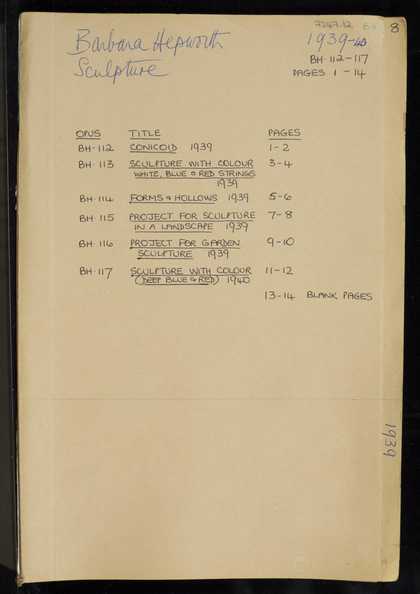 7247.12
8
Barbara Hepworth
Sculpture
1939-40
BH·112-117
PAGES 1-14
OPUS TITLE PAGES
BH·112 CONICOID 1939 1-2
BH·113 SCULPTURE WITH COLOUR 3-4
WHITE, BLUE & RED STRINGS
1939
BH·114 FORMS & HOLLOWS 1939 5-6
BH 115 PROJECT FOR SCULPTURE 7-8
IN A LANDSCAPE 1939
BH·116 PROJECT FOR GARDEN 9-10
SCULPTURE 1939
BH·117 SCULPTURE WITH COLOUR 11-12
(DEEP BLUE & RED) 1940
13-14 BLANK PAGES
1939